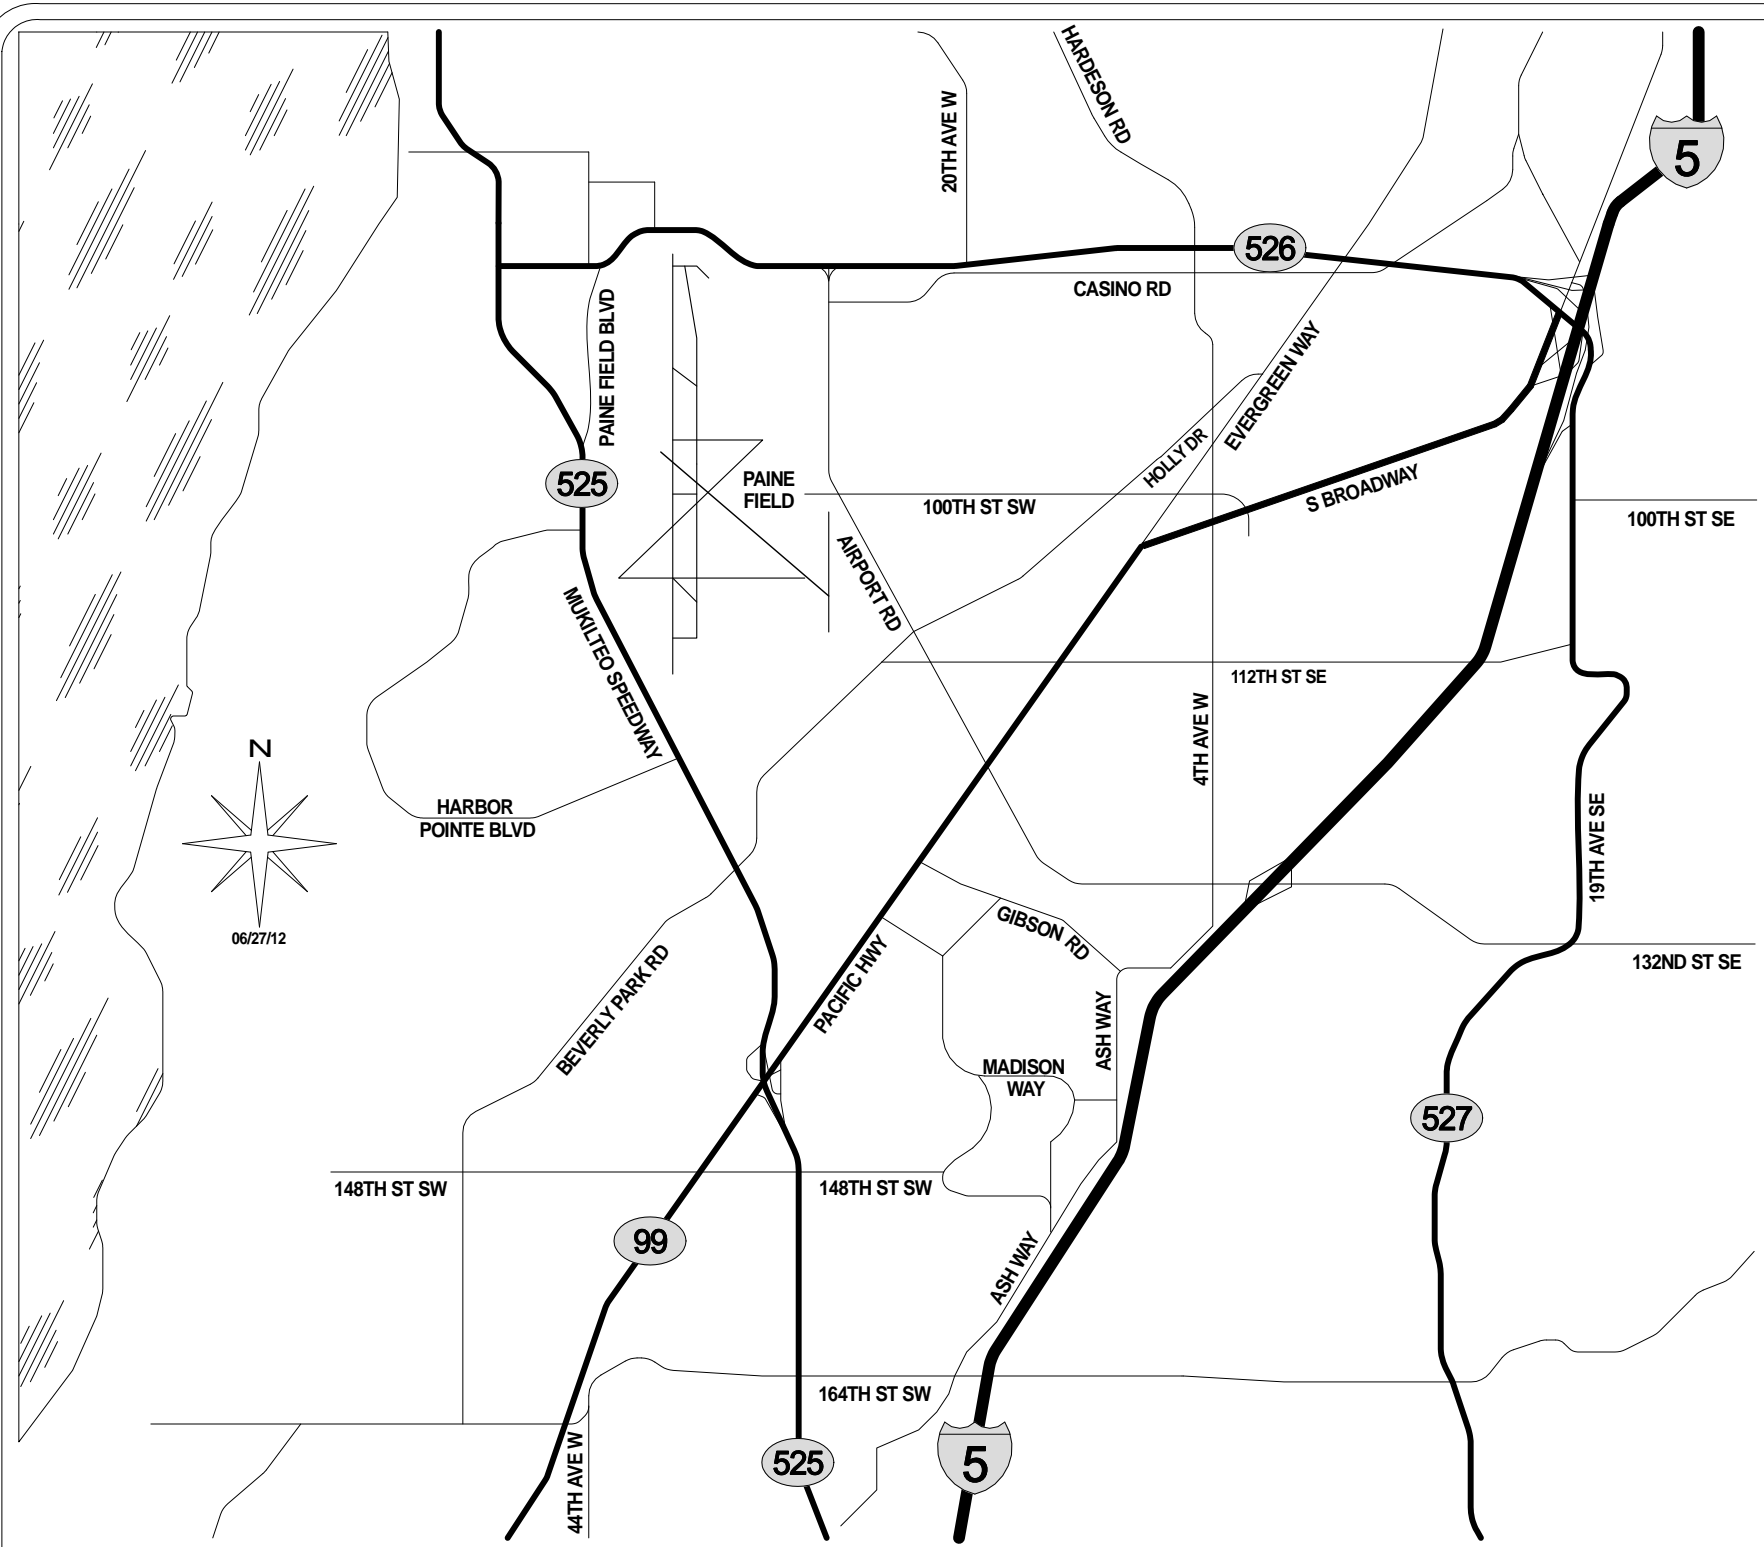 HARDESON RD
20TH AVE W
5
526
CASINO RD
PAINE FIELD BLVD
EVERGREEN WAY
HOLLY DR
525
PAINE
FIELD
100TH ST SW
S BROADWAY
100TH ST SE
AIRPORT RD
MUKILTEO SPEEDWAY
112TH ST SE
4TH AVE W
N
HARBOR
POINTE BLVD
19TH AVE SE
06/27/12
GIBSON RD
PACIFIC HWY
BEVERLY PARK RD
132ND ST SE
ASH WAY
MADISON
WAY
527
148TH ST SW
148TH ST SW
99
ASH WAY
164TH ST SW
44TH AVE W
525
5